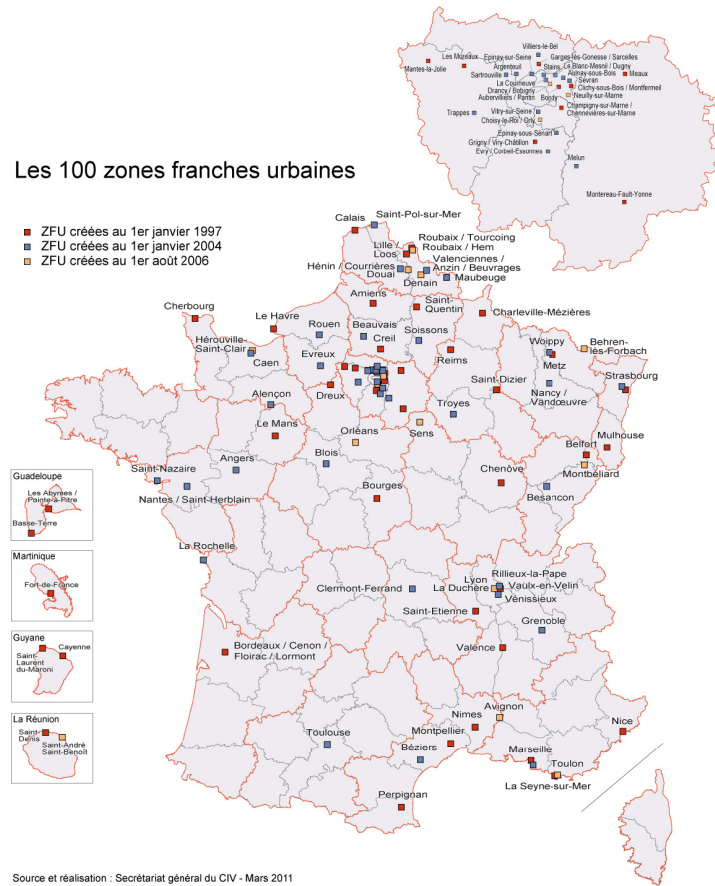 Villiers-le-Bel
Les Mureaux
Epinay-sur-Seine
Garges-lès-Gonesse / Sarcelles
Mantes-la-Jolie
Argenteuil
Stains
Le Blanc-Mesnil / Dugny
Sartrouville
Aulnay-sous-Bois
Meaux
La Courneuve
Sevran
Drancy / Bobigny
Clichy-sous-Bois / Montfermeil
Aubervilliers / Pantin
Bondy
Neuilly-sur-Marne
Trappes
Vitry-sur-Seine
Champigny-sur-Marne /
Chennevières-sur-Marne
Choisy-le-Roi / Orly
Epinay-sous-Sénart
Grigny / Viry-Châtillon
Evry / Corbeil-Essonnes
Melun
Montereau-Fault-Yonne
Les 100 zones franches urbaines
ZFU créées au 1er janvier 1997
ZFU créées au 1er janvier 2004
ZFU créées au 1er août 2006
Calais
Saint-Pol-sur-Mer
Lille /
Loos
Roubaix / Tourcoing
Roubaix / Hem
Valenciennes /
Anzin / Beuvrages
Hénin / Courrières
Douai
Denain
Maubeuge
Amiens
Saint-
Quentin
Charleville-Mézières
Cherbourg
Le Havre
Rouen
Beauvais
Soissons
Creil
Hérouville-
Saint-Clair
Caen
Evreux
Reims
Woippy
Metz
Behren-
lès-Forbach
Strasbourg
Nancy /
Vandœuvre
Saint-Dizier
Dreux
Alençon
Troyes
Le Mans
Orléans
Sens
Belfort
Mulhouse
Montbéliard
Angers
Blois
Saint-Nazaire
Nantes / Saint-Herblain
Bourges
Chenôve
Besancon
La Rochelle
Clermont-Ferrand
Lyon
La Duchère
Rillieux-la-Pape
Vaulx-en-Velin
Vénissieux
Saint-Etienne
Grenoble
Valence
Bordeaux / Cenon /
Floirac / Lormont
Avignon
Nimes
Montpellier
Nice
Toulouse
Béziers
Marseille
Toulon
La Seyne-sur-Mer
Perpignan
Guadeloupe
Les Abymes /
Pointe-à-Pitre
Basse-Terre
Martinique
Fort-de-France
Guyane
Cayenne
Saint-
Laurent
du-Maroni
La Réunion
Saint-
Denis
Saint-André
Saint-Benoît
Source et réalisation : Secrétariat général du CIV - Mars 2011